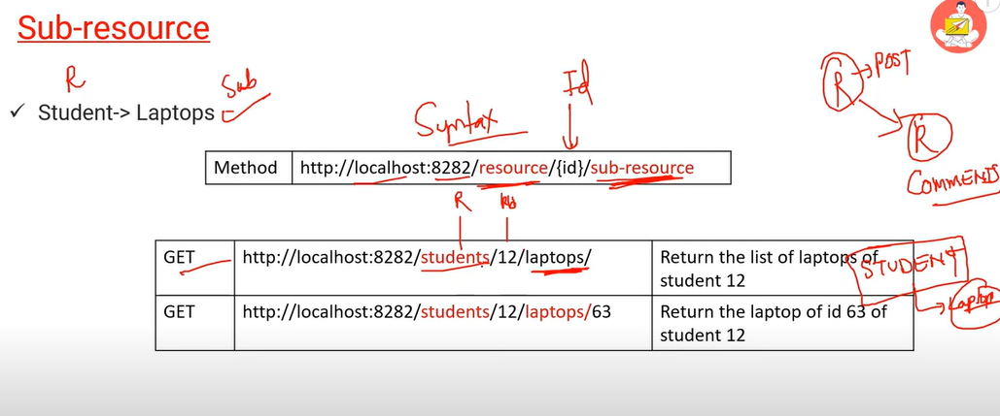 Sub-resource
R
Sub
✓ Student-> Laptops
Syntax
Id
R → POST
R
COMMENDS
Method http://localhost:8282/resource/{id}/sub-resource
R
GET http://localhost:8282/students/12/laptops/ Return the list of laptops of
student 12
STUDENT
Laptop
GET http://localhost:8282/students/12/laptops/63 Return the laptop of id 63 of
student 12